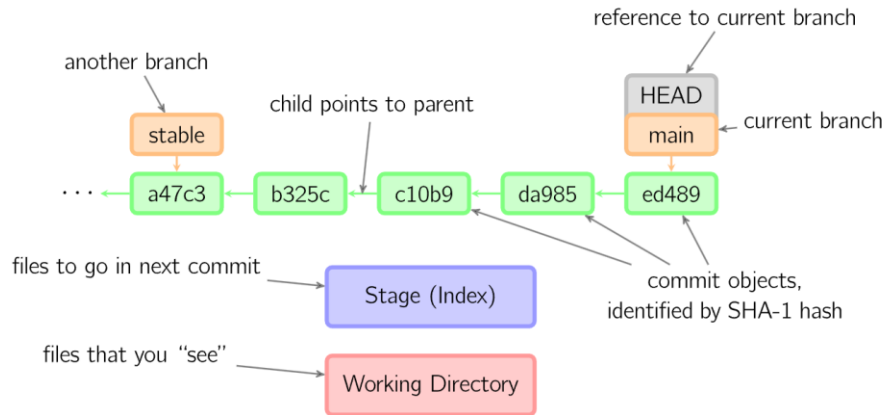 reference to current branch
another branch
HEAD
child points to parent
stable
main
current branch
··· a47c3 b325c c10b9 da985 ed489
files to go in next commit
Stage (Index)
commit objects,
identified by SHA-1 hash
files that you “see”
Working Directory